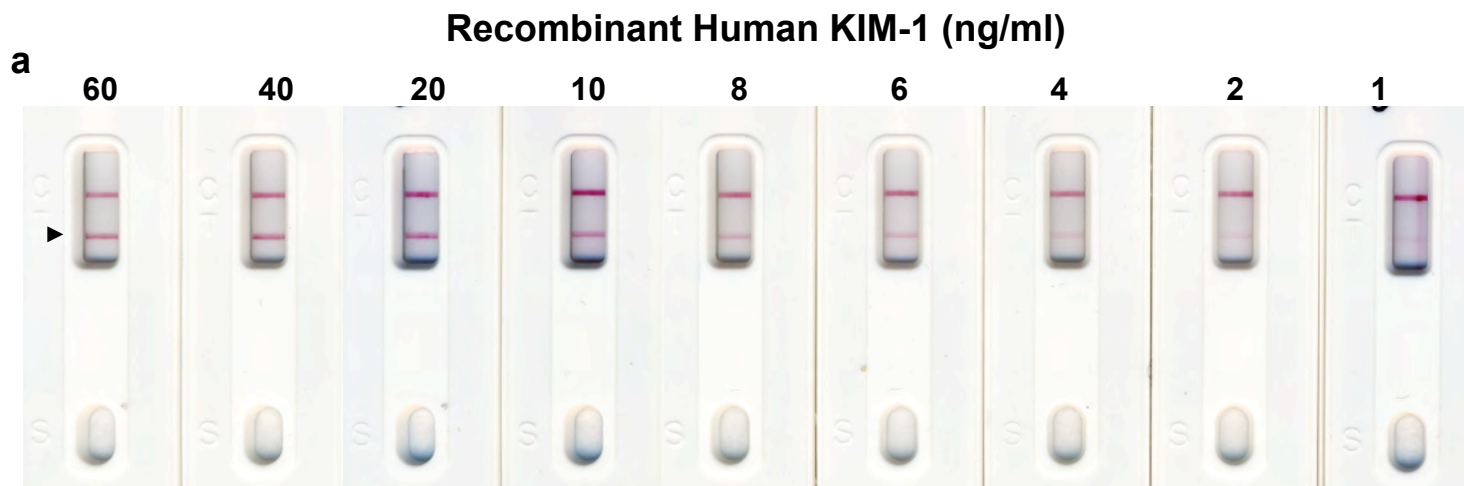 Recombinant Human KIM-1 (ng/ml)
a
60 40 20 10 8 6 4 2 1
C C C C C C C C C
T T T T T T T T T
S S S S S S S S S